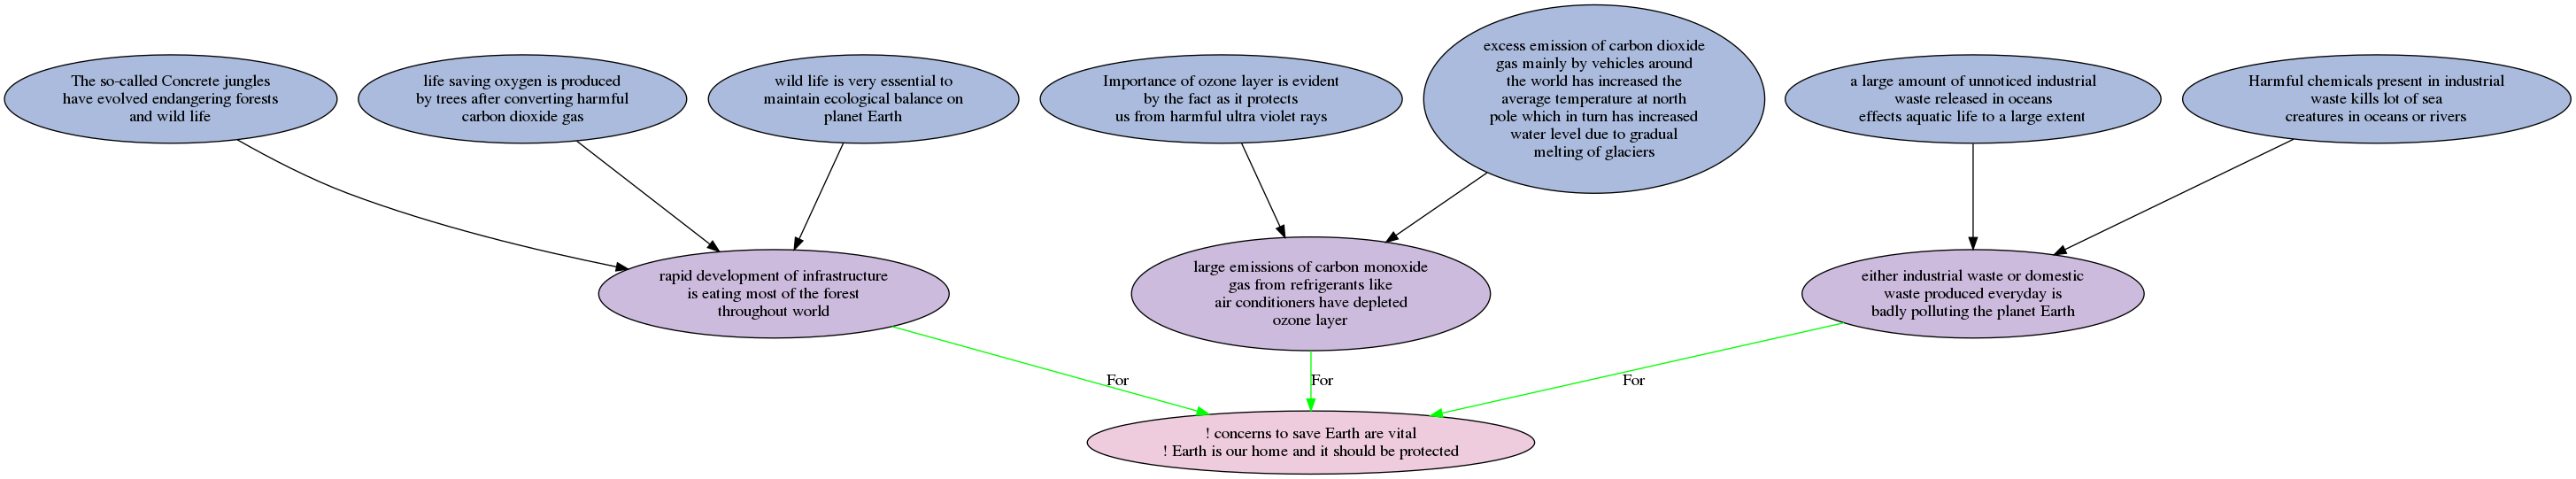 The so-called Concrete jungles
have evolved endangering forests
and wild life
life saving oxygen is produced
by trees after converting harmful
carbon dioxide gas
wild life is very essential to
maintain ecological balance on
planet Earth
Importance of ozone layer is evident
by the fact as it protects
us from harmful ultra violet rays
excess emission of carbon dioxide
gas mainly by vehicles around
the world has increased the
average temperature at north
pole which in turn has increased
water level due to gradual
melting of glaciers
a large amount of unnoticed industrial
waste released in oceans
effects aquatic life to a large extent
Harmful chemicals present in industrial
waste kills lot of sea
creatures in oceans or rivers
rapid development of infrastructure
is eating most of the forest
throughout world
large emissions of carbon monoxide
gas from refrigerants like
air conditioners have depleted
ozone layer
either industrial waste or domestic
waste produced everyday is
badly polluting the planet Earth
For
For
For
! concerns to save Earth are vital
! Earth is our home and it should be protected